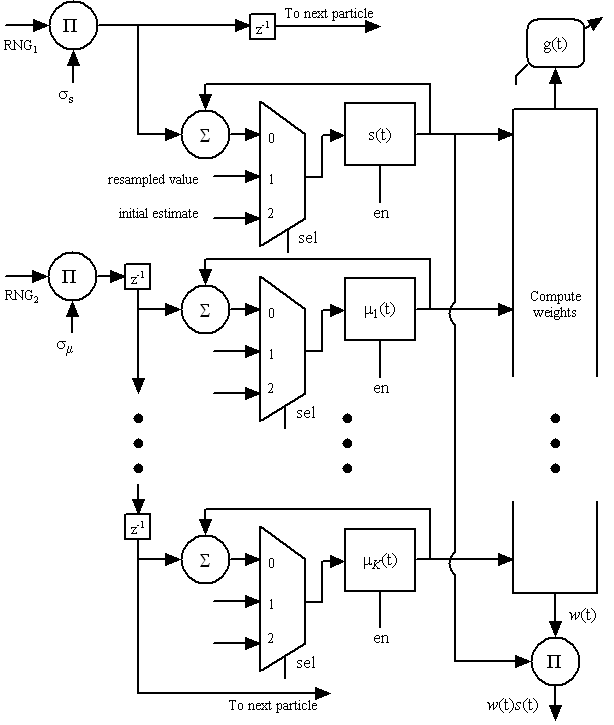 To next particle
Π
z-1
g(t)
RNG1
σs
Σ
0
s(t)
resampled value
1
initial estimate
2
en
sel
Π
z-1
RNG2
Σ
0
μ1(t)
Compute
weights
σμ
1
2
en
sel
z-1
Σ
0
μK(t)
1
2
en
w(t)
sel
Π
To next particle
w(t)s(t)